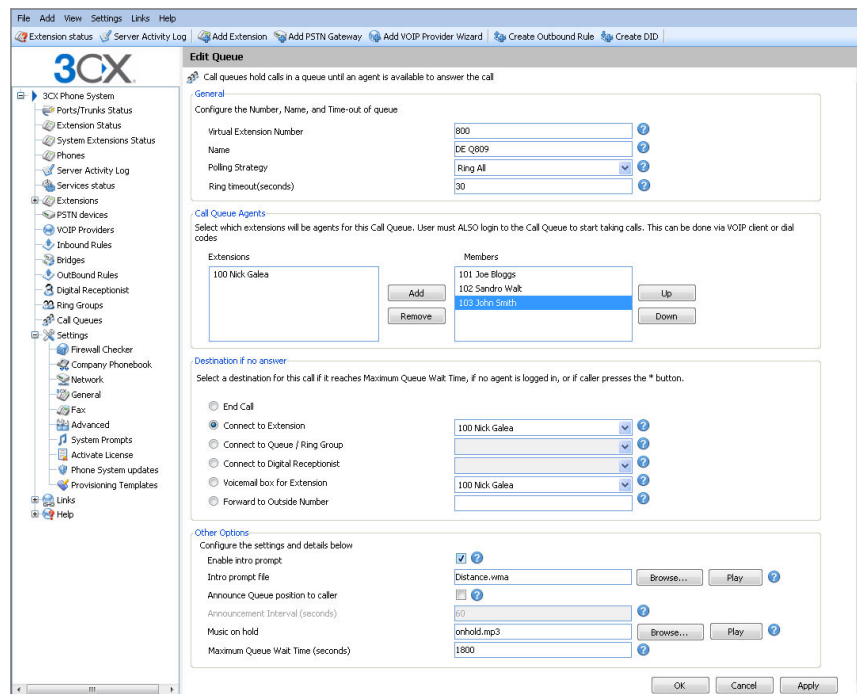 File Add View Settings Links Help
Extension status Server Activity Log Add Extension Add PSTN Gateway Add VOIP Provider Wizard Create Outbound Rule Create DID
3CX
3CX Phone System
Ports/Trunks Status
Extension Status
System Extensions Status
Phones
Server Activity Log
Services status
Extensions
PSTN devices
VOIP Providers
Inbound Rules
Bridges
OutBound Rules
Digital Receptionist
Ring Groups
Call Queues
Settings
Firewall Checker
Company Phonebook
Network
General
Fax
Advanced
System Prompts
Activate License
Phone System updates
Provisioning Templates
Links
Help
Edit Queue
Call queues hold calls in a queue until an agent is available to answer the call
General
Configure the Number, Name, and Time-out of queue
Virtual Extension Number 800
Name DE Q809
Polling Strategy Ring All
Ring timeout(seconds) 30
Call Queue Agents
Select which extensions will be agents for this Call Queue. User must ALSO login to the Call Queue to start taking calls. This can be done via VOIP client or dial
codes
Extensions Members
100 Nick Galea 101 Joe Bloggs
102 Sandro Walt
103 John Smith
Add Up
Remove Down
Destination if no answer
Select a destination for this call if it reaches Maximum Queue Wait Time, if no agent is logged in, or if caller presses the * button.
End Call
Connect to Extension 100 Nick Galea
Connect to Queue / Ring Group
Connect to Digital Receptionist
Voicemail box for Extension 100 Nick Galea
Forward to Outside Number
Other Options
Configure the settings and details below
Enable intro prompt
Intro prompt file Distance.wma Browse... Play
Announce Queue position to caller
Announcement Interval (seconds) 60
Music on hold onhold.mp3 Browse... Play
Maximum Queue Wait Time (seconds) 1800
OK Cancel Apply